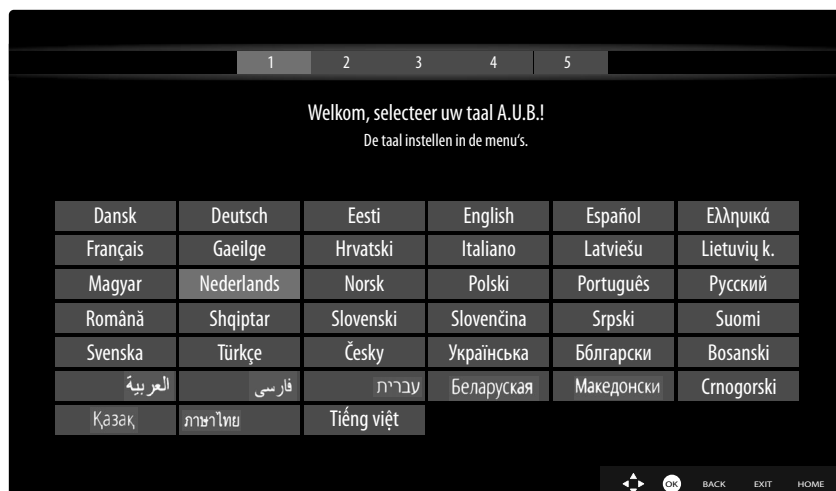 1 2 3 4 5
Welkom, selecteer uw taal A.U.B.!
De taal instellen in de menu's.
Dansk Deutsch Eesti English Español Ελληυικά
Français Gaeilge Hrvatski Italiano Latviešu Lietuvių k.
Magyar Nederlands Norsk Polski Português Русский
Română Shqiptar Slovenski Slovenčina Srpski Suomi
Svenska Türkçe Česky Українська Бблгарски Bosanski
العربية فارسی עברית Беларуская Македонски Crnogorski
Қазақ ภาษาไทย Tiếng việt
OK BACK EXIT HOME